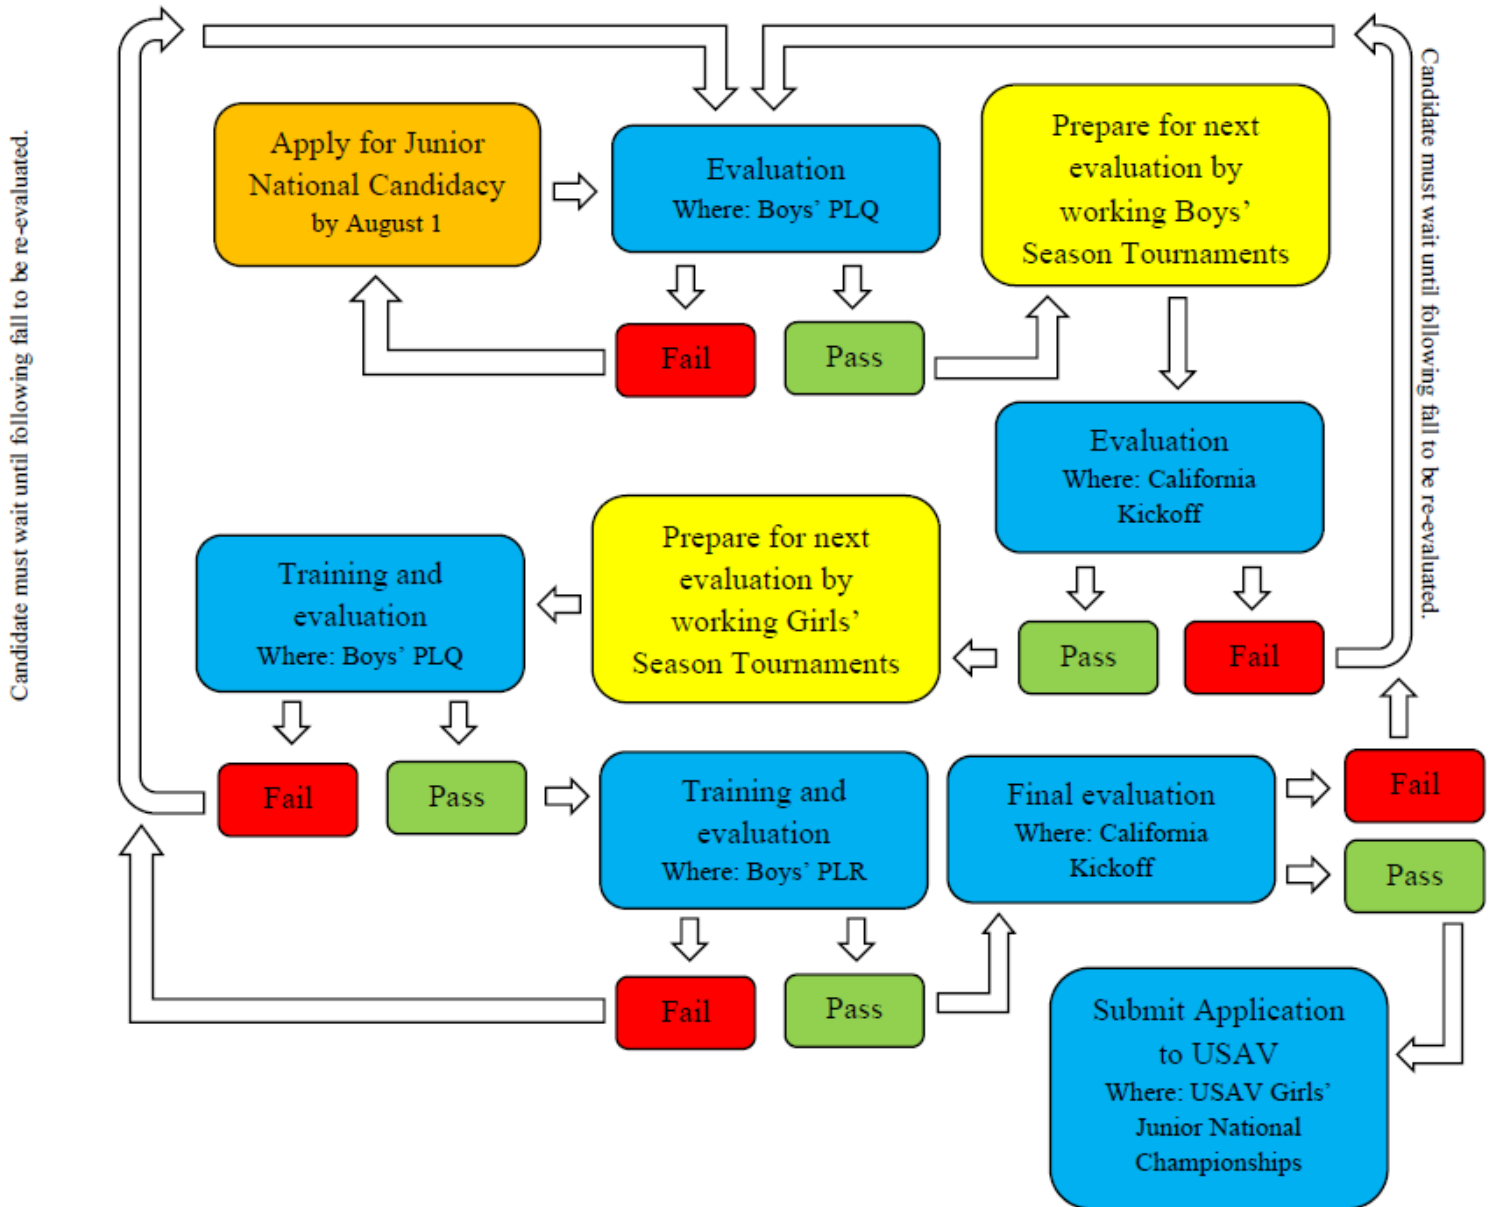 Candidate must wait until following fall to be re-evaluated.
Apply for Junior
National Candidacy
by August 1
Evaluation
Where: Boys’ PLQ
Prepare for next
evaluation by
working Boys’
Season Tournaments
Candidate must wait until following fall to be re-evaluated.
Fail
Pass
Evaluation
Where: California
Kickoff
Training and
evaluation
Where: Boys’ PLQ
Prepare for next
evaluation by
working Girls’
Season Tournaments
Pass
Fail
Fail
Pass
Training and
evaluation
Where: Boys’ PLR
Final evaluation
Where: California
Kickoff
Fail
Pass
Fail
Pass
Submit Application
to USAV
Where: USAV Girls’
Junior National
Championships